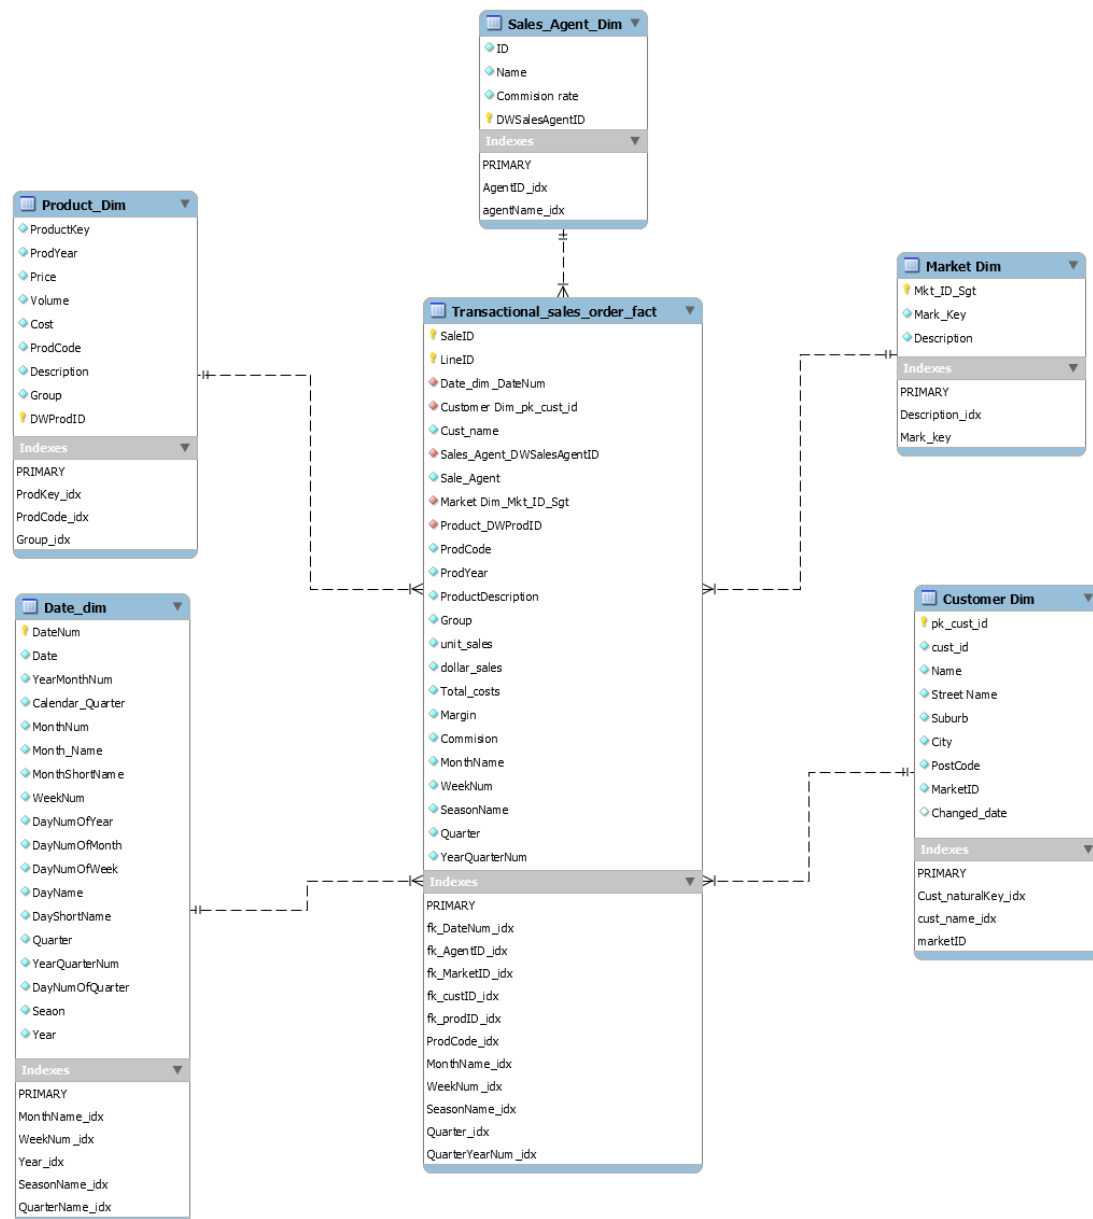 Sales_Agent_Dim
ID
Name
Commision rate
DWSalesAgentID
Indexes
PRIMARY
AgentID_idx
agentName_idx
Product_Dim
ProductKey
ProdYear
Price
Volume
Cost
ProdCode
Description
Group
DWProdID
Indexes
PRIMARY
ProdKey_idx
ProdCode_idx
Group_idx
Market Dim
Mkt_ID_Sgt
Mark_Key
Description
Indexes
PRIMARY
Description_idx
Mark_key
Transactional_sales_order_fact
SaleID
LineID
Date_dim_DateNum
Customer Dim_pk_cust_id
Cust_name
Sales_Agent_DWSalesAgentID
Sale_Agent
Market Dim_Mkt_ID_Sgt
Product_DWProdID
ProdCode
ProdYear
ProductDescription
Group
unit_sales
dollar_sales
Total_costs
Margin
Commision
MonthName
WeekNum
SeasonName
Quarter
YearQuarterNum
Indexes
PRIMARY
fk_DateNum_idx
fk_AgentID_idx
fk_MarketID_idx
fk_custID_idx
fk_prodID_idx
ProdCode_idx
MonthName_idx
WeekNum_idx
SeasonName_idx
Quarter_idx
QuarterYearNum_idx
Date_dim
DateNum
Date
YearMonthNum
Calendar_Quarter
MonthNum
Month_Name
MonthShortName
WeekNum
DayNumOfYear
DayNumOfMonth
DayNumOfWeek
DayName
DayShortName
Quarter
YearQuarterNum
DayNumOfQuarter
Seaon
Year
Indexes
PRIMARY
MonthName_idx
WeekNum_idx
Year_idx
SeasonName_idx
QuarterName_idx
Customer Dim
pk_cust_id
cust_id
Name
Street Name
Suburb
City
PostCode
MarketID
Changed_date
Indexes
PRIMARY
Cust_naturalKey_idx
cust_name_idx
marketID